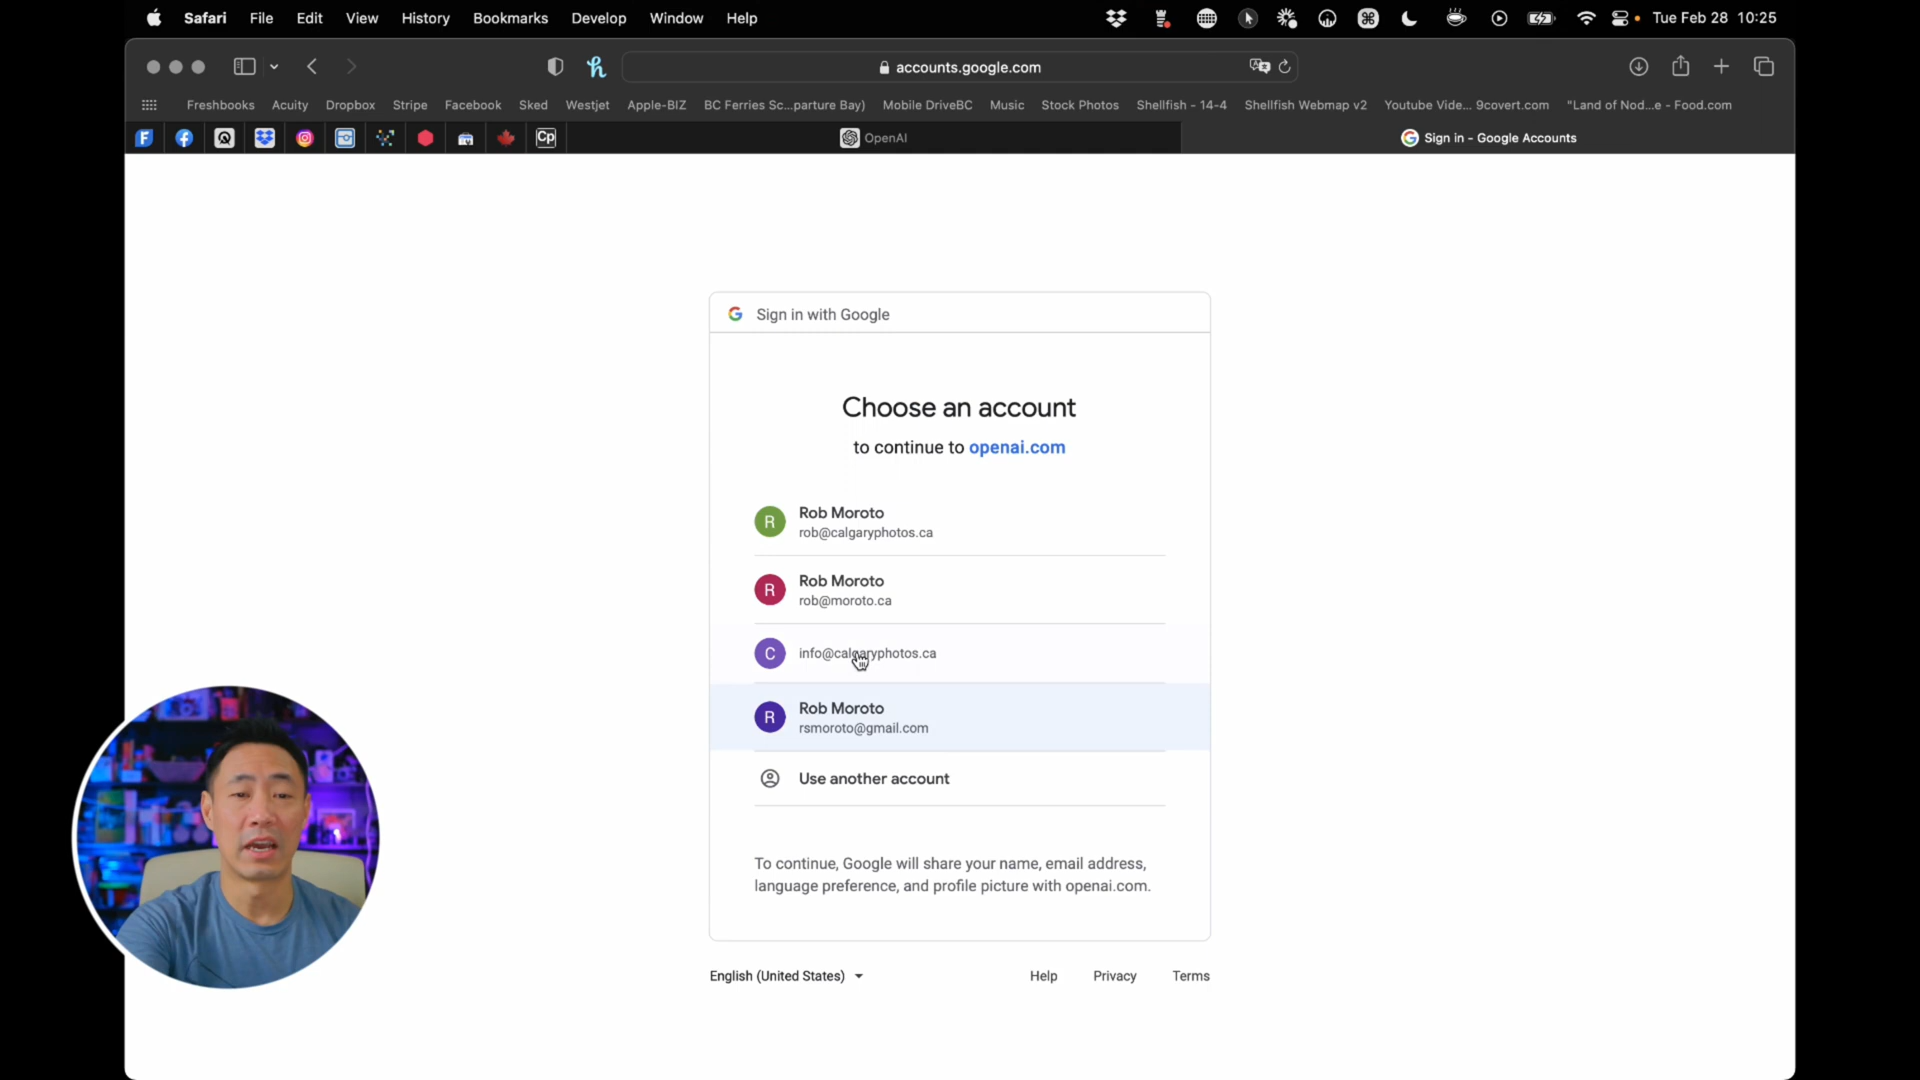 Safari File Edit View History Bookmarks Develop Window Help Tue Feb 28 10:25
accounts.google.com
Freshbooks Acuity Dropbox Stripe Facebook Sked Westjet Apple-BIZ BC Ferries Sc...parture Bay) Mobile DriveBC Music Stock Photos Shellfish - 14-4 Shellfish Webmap v2 Youtube Vide... 9covert.com "Land of Nod...e - Food.com
F Cp OpenAI Sign in - Google Accounts
Sign in with Google
Choose an account
to continue to openai.com
R Rob Moroto
rob@calgaryphotos.ca
R Rob Moroto
rob@moroto.ca
C info@calgaryphotos.ca
R Rob Moroto
rsmoroto@gmail.com
Use another account
To continue, Google will share your name, email address,
language preference, and profile picture with openai.com.
English (United States) Help Privacy Terms